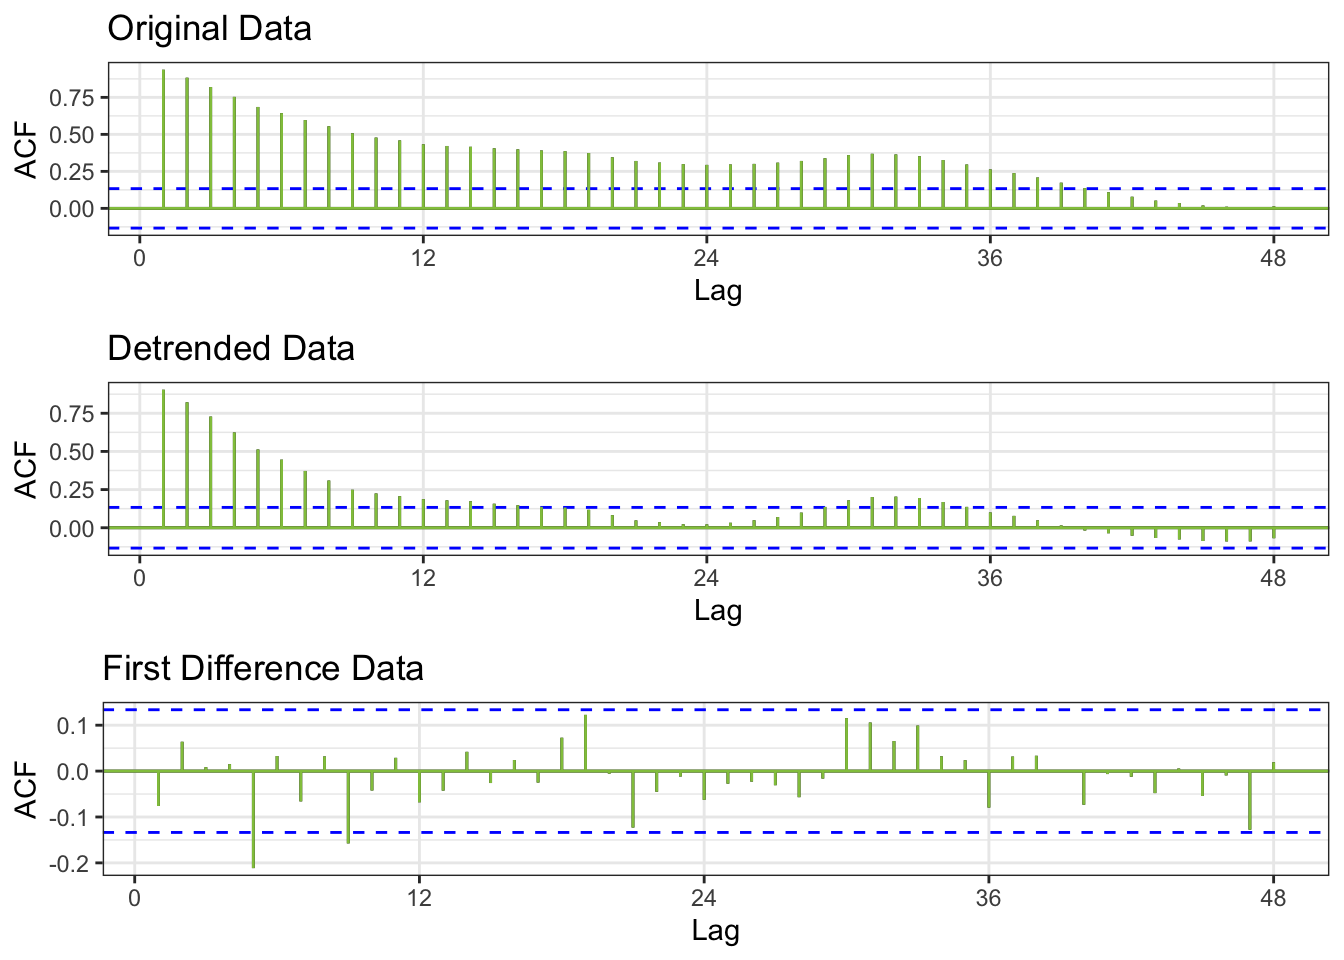 Original Data
ACF
0.75
0.50
0.25
0.00
0 12 24 36 48
Lag
Detrended Data
ACF
0.75
0.50
0.25
0.00
0 12 24 36 48
Lag
First Difference Data
ACF
0.1
0.0
-0.1
-0.2
0 12 24 36 48
Lag